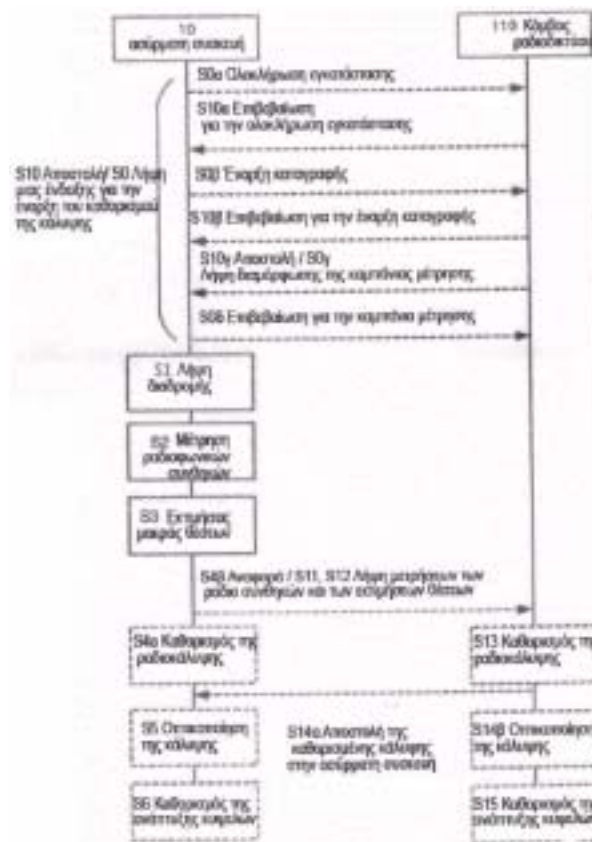 10
ασύρματη συσκευή
110 Κόμβος
ραδιοδικτύου
S0α Ολοκλήρωση εγκατάστασης
S10α Επιβεβαίωση
για την ολοκλήρωση εγκατάστασης
S10 Αποστολή/ S0 Λήψη
μιας ένδειξης για την
έναρξη του καθορισμού
της κάλυψης
S0β Έναρξη καταγραφής
S10β Επιβεβαίωση για την έναρξη καταγραφής
S10γ Αποστολή / S0γ
Λήψη διαμόρφωσης της καμπάνιας μέτρησης
S0δ Επιβεβαίωση για την καμπάνια μέτρησης
S1 Λήψη
διαδρομής
S2 Μέτρηση
ραδιοφωνικών
συνθηκών
S3 Εκτιμήσεις
μακράς θέσεων
S4β Αναφορά / S11, S12 Λήψη μετρήσεων των
ράδιο συνθηκών και των εκτιμήσεων θέσεων
S4α Καθορισμός της
ραδιοκάλυψης
S13 Καθορισμός της
ραδιοκάλυψης
S14α Αποστολή της
καθορισμένης κάλυψης
στην ασύρματη συσκευή
S5 Οπτικοποίηση
της κάλυψης
S14β Οπτικοποίηση
της κάλυψης
S6 Καθορισμός της
ανάπτυξης κυψελών
S15 Καθορισμός της
ανάπτυξης κυψελών